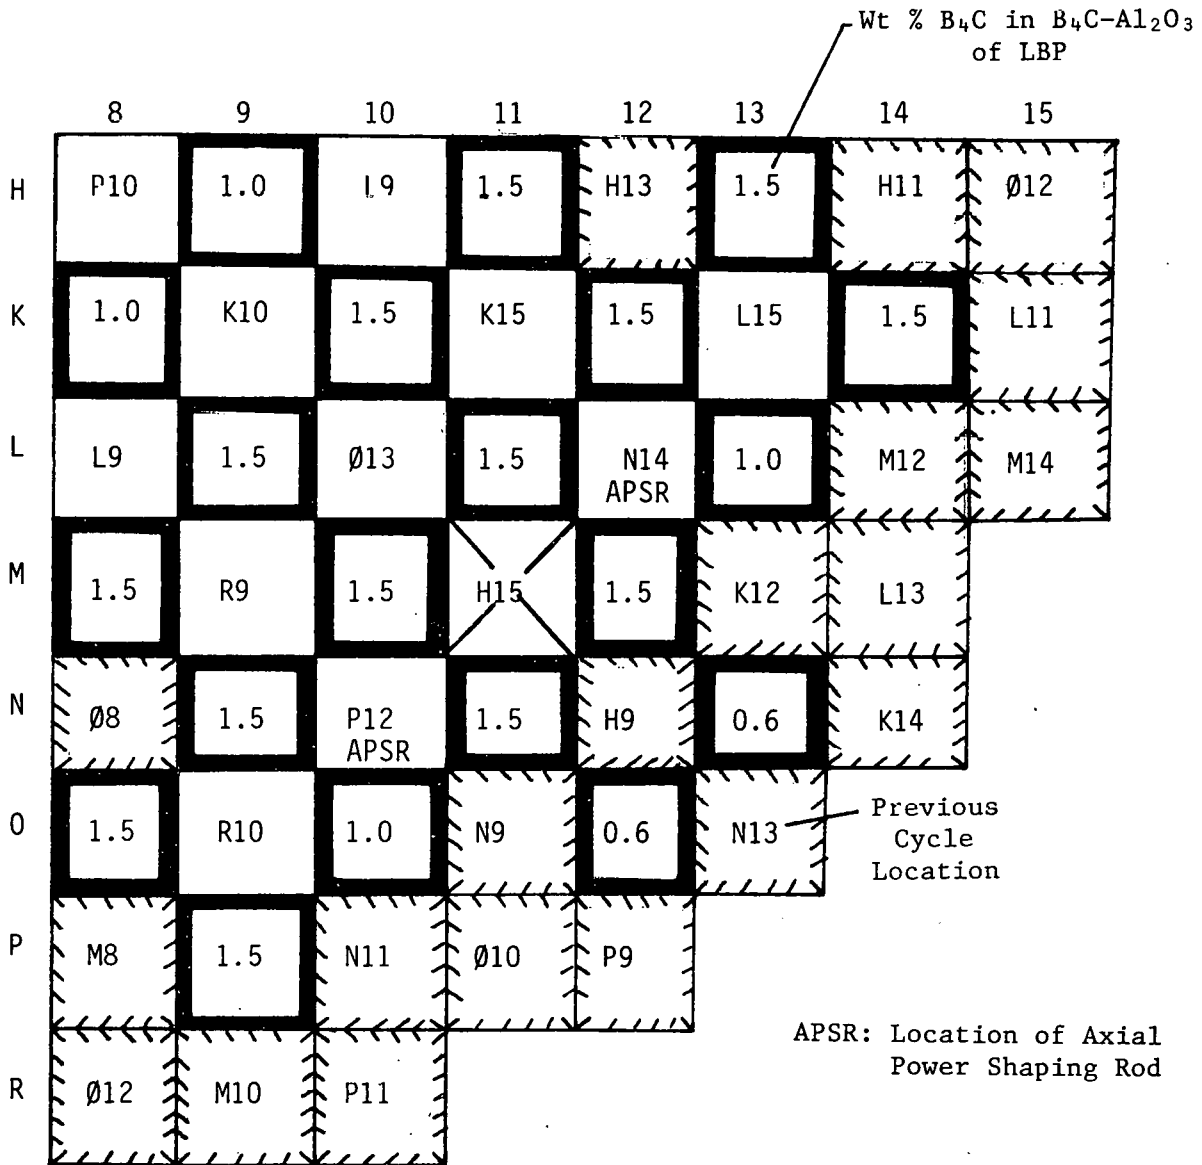 Wt % B₄C in B₄C-Al₂O₃
of LBP
8 9 10 11 12 13 14 15
H P10 1.0 L9 1.5 H13 1.5 H11 Ø12
K 1.0 K10 1.5 K15 1.5 L15 1.5 L11
L L9 1.5 Ø13 1.5 N14 1.0 M12 M14
APSR
M 1.5 R9 1.5 H15 1.5 K12 L13
N Ø8 1.5 P12 1.5 H9 0.6 K14
APSR
O 1.5 R10 1.0 N9 0.6 N13
Previous
Cycle
Location
P M8 1.5 N11 Ø10 P9
APSR: Location of Axial
Power Shaping Rod
R Ø12 M10 P11